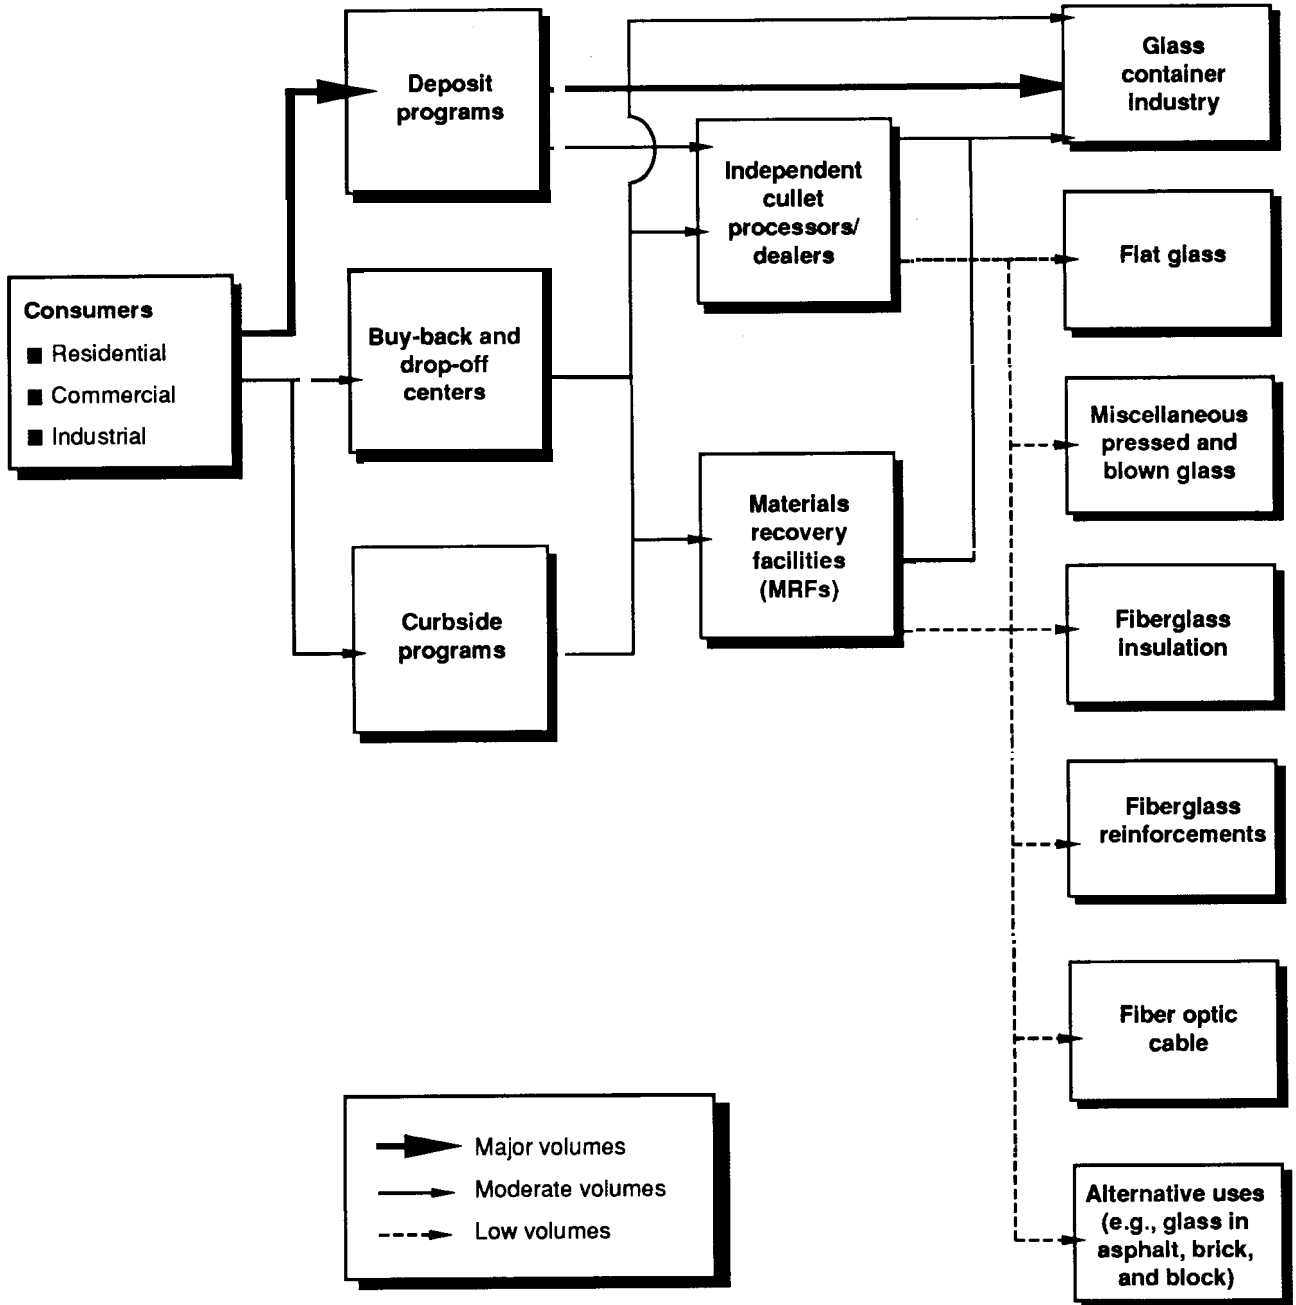 Deposit
programs
Glass
container
industry
Independent
cullet
processors/
dealers
Flat glass
Consumers
Residential
Commercial
Industrial
Buy-back and
drop-off
centers
Miscellaneous
pressed and
blown glass
Materials
recovery
facilities
(MRFs)
Curbside
programs
Fiberglass
insulation
Fiberglass
reinforcements
Fiber optic
cable
Major volumes
Moderate volumes
Low volumes
Alternative uses
(e.g., glass in
asphalt, brick,
and block)